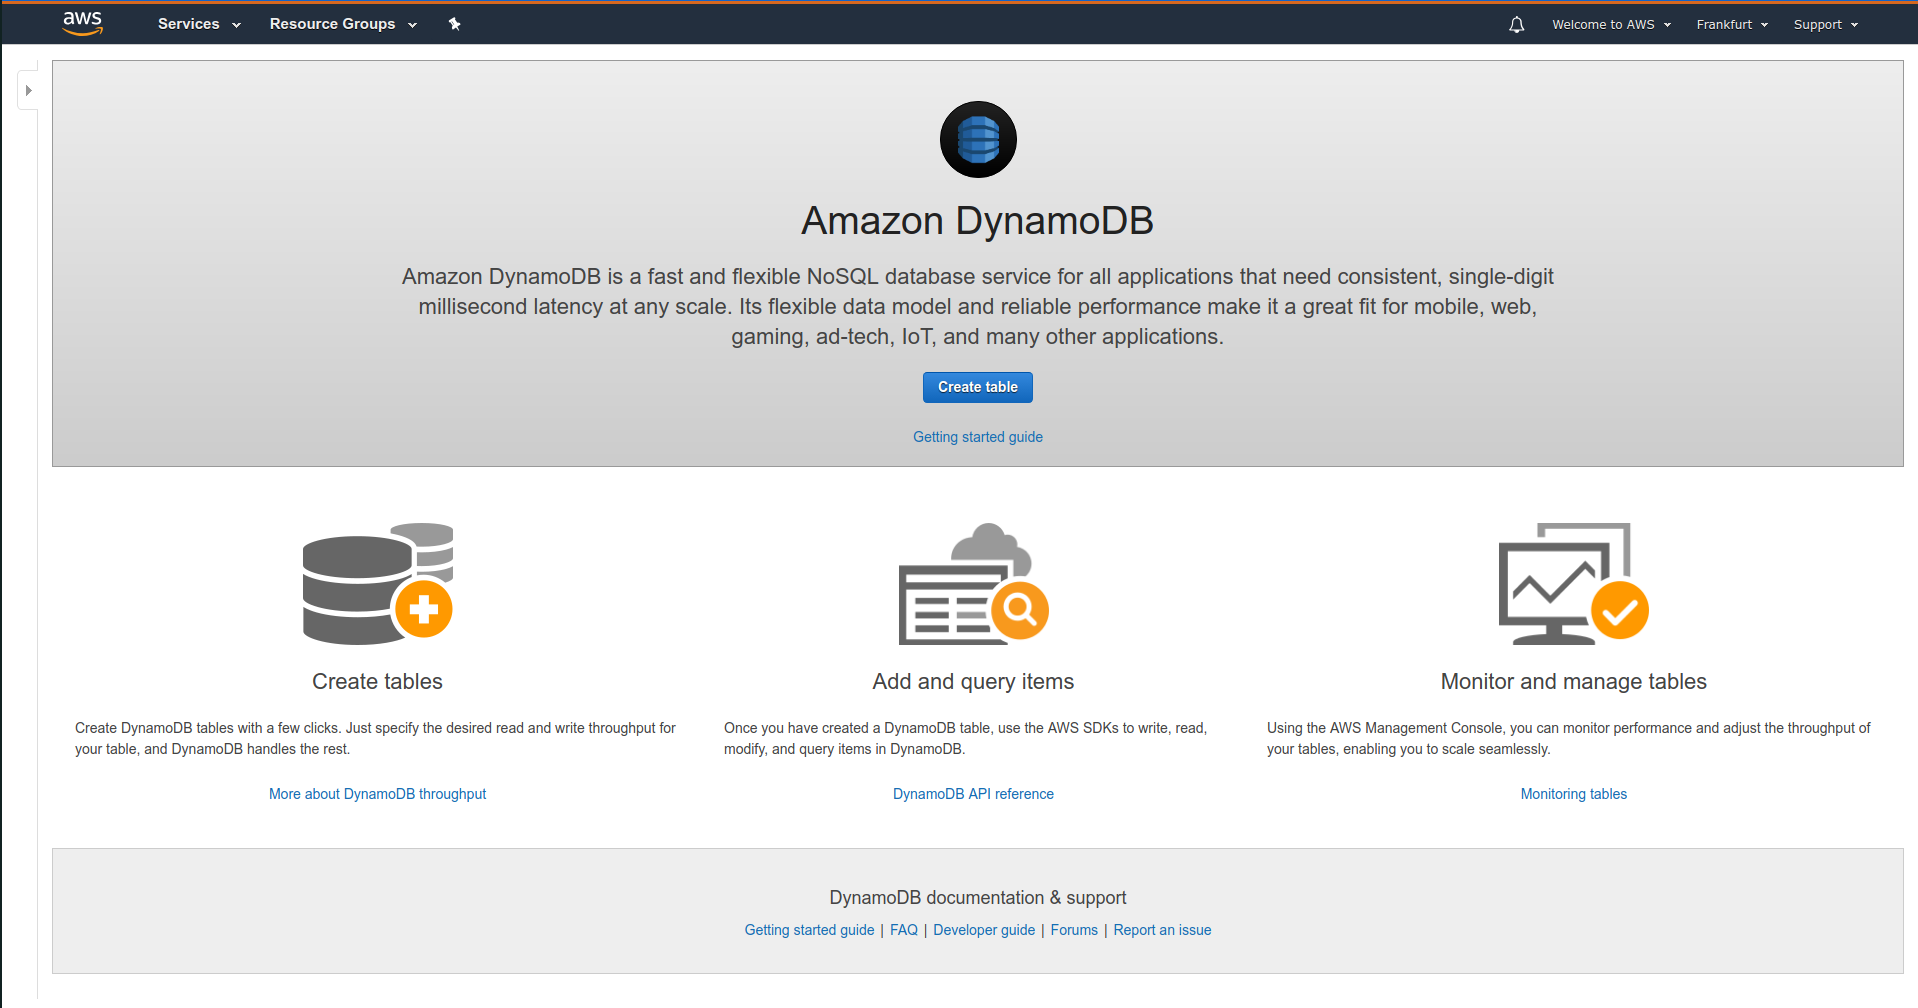 aws
Services
Resource Groups
Welcome to AWS
Frankfurt
Support
Amazon DynamoDB
Amazon DynamoDB is a fast and flexible NoSQL database service for all applications that need consistent, single-digit
millisecond latency at any scale. Its flexible data model and reliable performance make it a great fit for mobile, web,
gaming, ad-tech, IoT, and many other applications.
Create table
Getting started guide
Create tables
Create DynamoDB tables with a few clicks. Just specify the desired read and write throughput for
your table, and DynamoDB handles the rest.
More about DynamoDB throughput
Add and query items
Once you have created a DynamoDB table, use the AWS SDKs to write, read,
modify, and query items in DynamoDB.
DynamoDB API reference
Monitor and manage tables
Using the AWS Management Console, you can monitor performance and adjust the throughput of
your tables, enabling you to scale seamlessly.
Monitoring tables
DynamoDB documentation & support
Getting started guide | FAQ | Developer guide | Forums | Report an issue